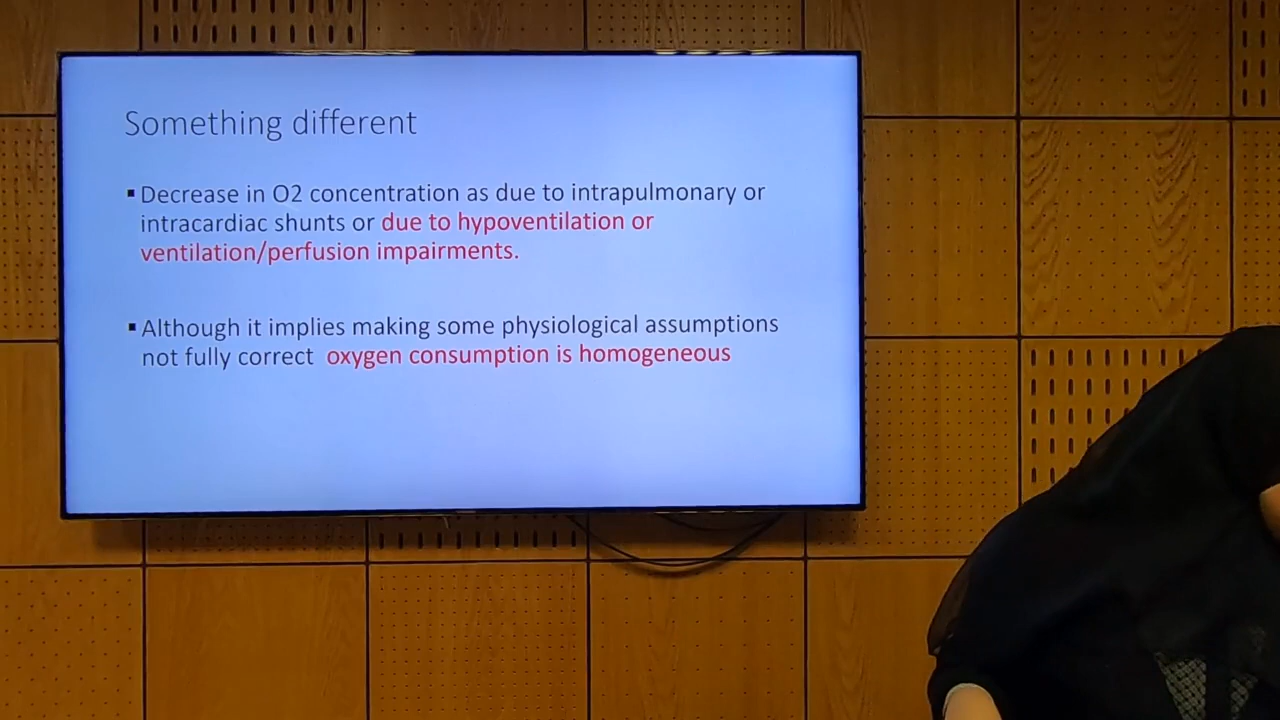 Something different
▪ Decrease in O2 concentration as due to intrapulmonary or
intracardiac shunts or due to hypoventilation or
ventilation/perfusion impairments.
▪ Although it implies making some physiological assumptions
not fully correct oxygen consumption is homogeneous